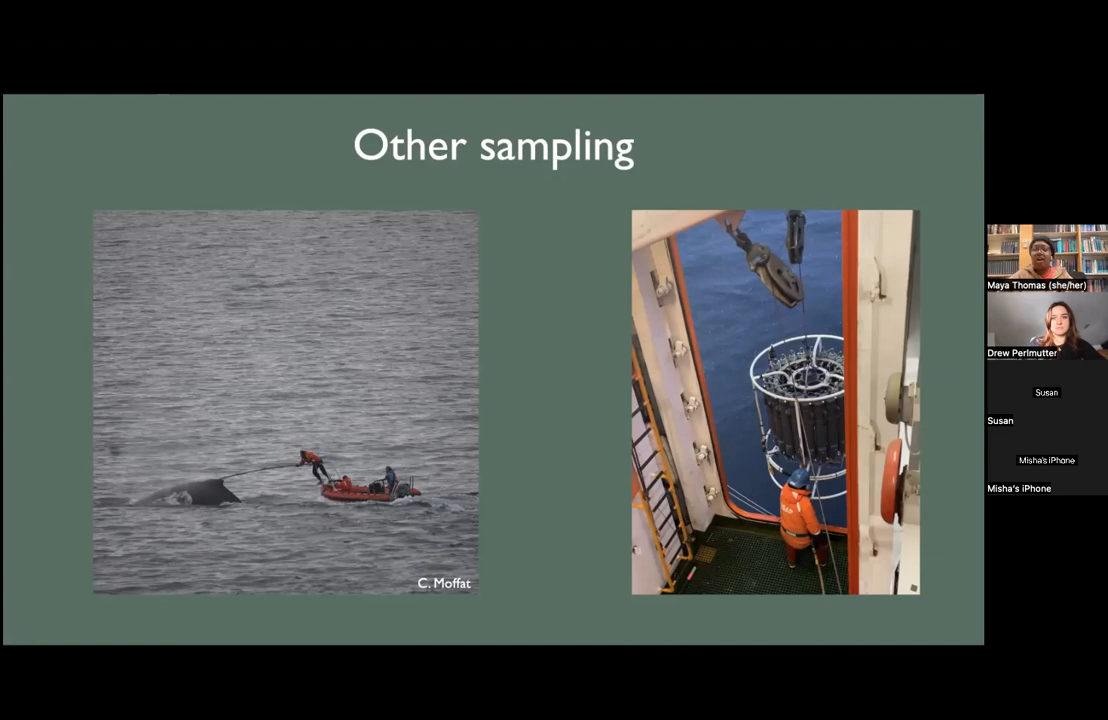 Other sampling
C. Moffat
Maya Thomas (she/her)
Drew Perlmutter
Susan
Susan
Misha's iPhone
Misha's iPhone